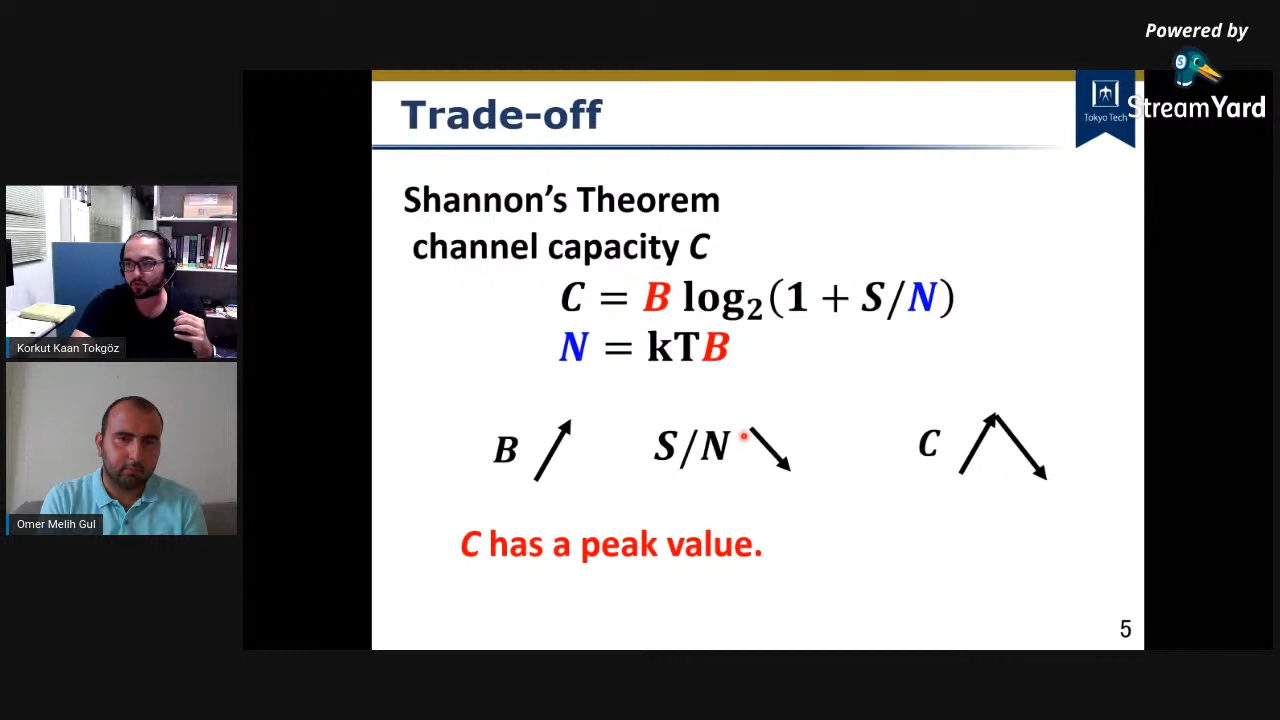 Powered by
StreamYard
Trade-off
Tokyo Tech
Shannon's Theorem
channel capacity C
C = B log₂(1 + S/N)
N = kTB
B
S/N
C
C has a peak value.
5
Korkut Kaan Tokgöz
Omer Melih Gul